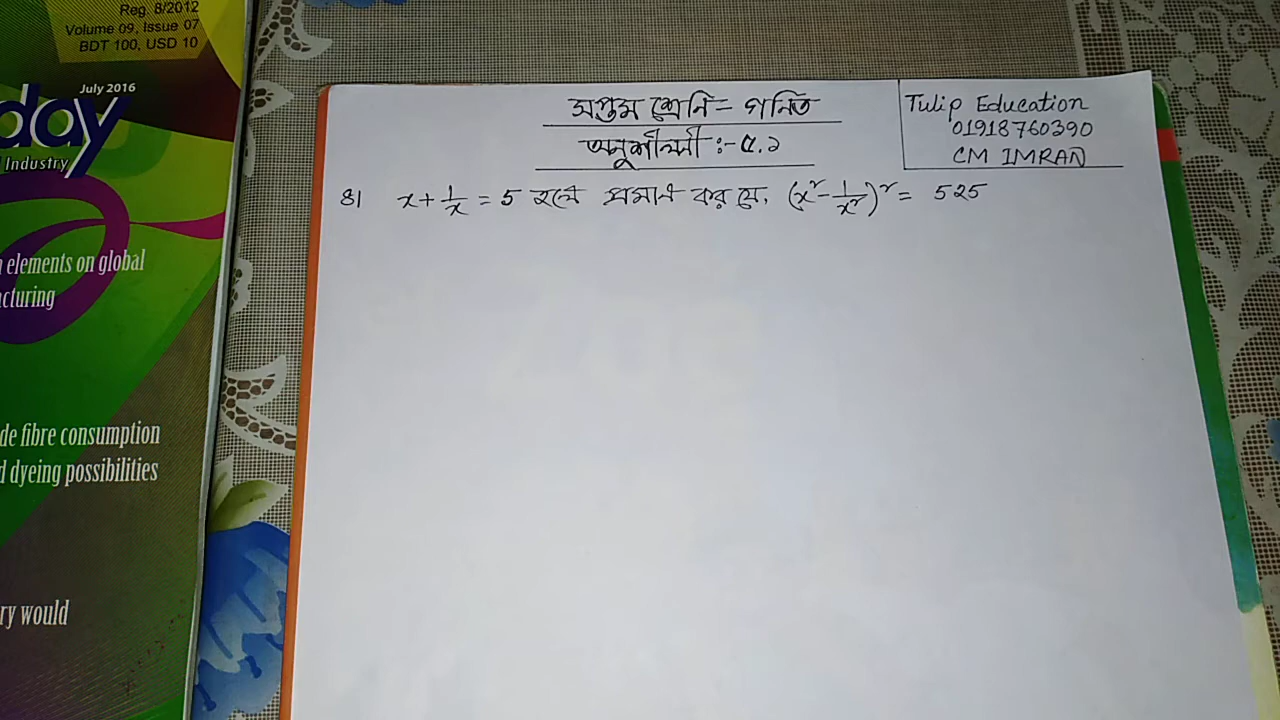 Reg. 8/2012
Volume 09, Issue 07
BDT 100, USD 10
July 2016
day
Industry
elements on global
de fibre consumption
dyeing possibilities
ry would
সপ্তম শ্রেনি - গনিত
অনুশীলনী :- ৫.১
Tulip Education
01918760390
CM IMRAN
৪। x + 1/x = 5 হলে প্রমাণ কর যে, (x² - 1/x²)² = 525